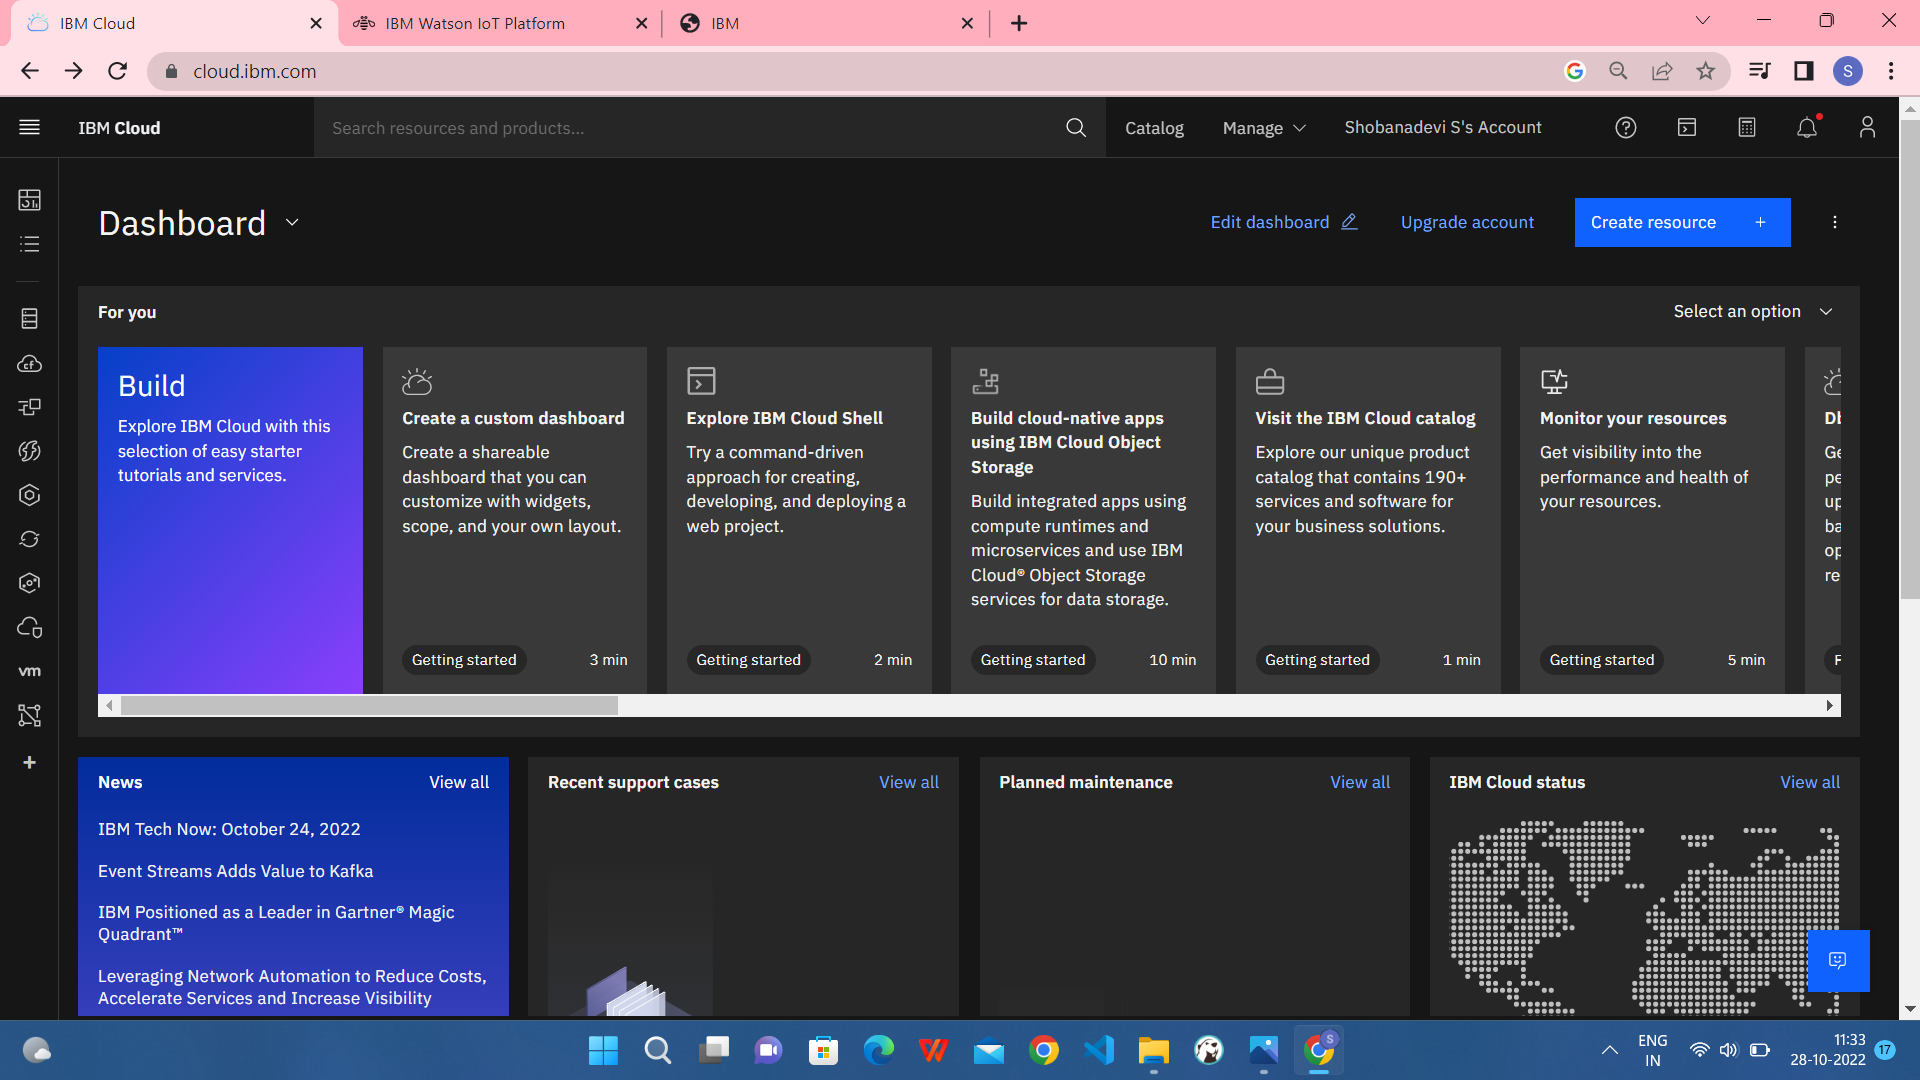 IBM Cloud
IBM Watson IoT Platform
IBM
cloud.ibm.com
S
IBM Cloud
Search resources and products...
Catalog
Manage
Shobanadevi S's Account
Dashboard
Edit dashboard
Upgrade account
Create resource +
For you
Select an option
Build
Explore IBM Cloud with this
selection of easy starter
tutorials and services.
Create a custom dashboard
Create a shareable
dashboard that you can
customize with widgets,
scope, and your own layout.
Getting started
3 min
Explore IBM Cloud Shell
Try a command-driven
approach for creating,
developing, and deploying a
web project.
Getting started
2 min
Build cloud-native apps
using IBM Cloud Object
Storage
Build integrated apps using
compute runtimes and
microservices and use IBM
Cloud® Object Storage
services for data storage.
Getting started
10 min
Visit the IBM Cloud catalog
Explore our unique product
catalog that contains 190+
services and software for
your business solutions.
Getting started
1 min
Monitor your resources
Get visibility into the
performance and health of
your resources.
Getting started
5 min
cf
vm
News
View all
IBM Tech Now: October 24, 2022
Event Streams Adds Value to Kafka
IBM Positioned as a Leader in Gartner® Magic
Quadrant™
Leveraging Network Automation to Reduce Costs,
Accelerate Services and Increase Visibility
Recent support cases
View all
Planned maintenance
View all
IBM Cloud status
View all
ENG
IN
11:33
28-10-2022
17